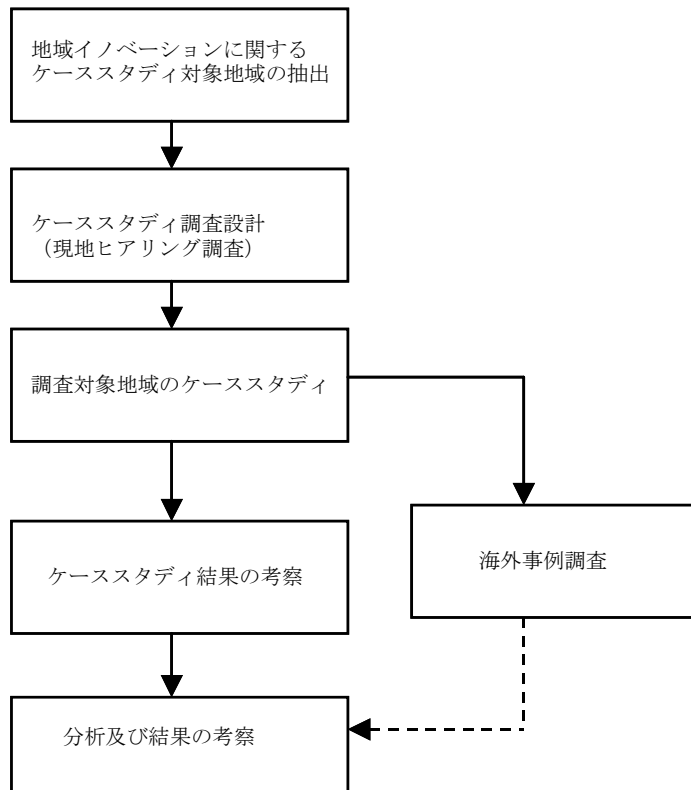 地域イノベーションに関する
ケーススタディ対象地域の抽出
ケーススタディ調査設計
（現地ヒアリング調査）
調査対象地域のケーススタディ
ケーススタディ結果の考察
海外事例調査
分析及び結果の考察